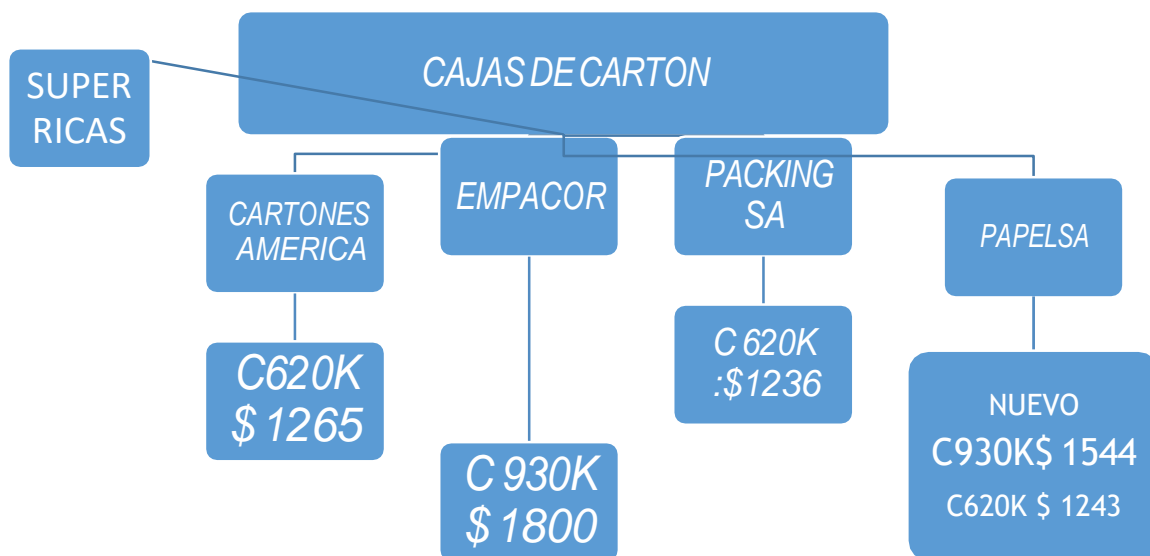 CAJAS DE CARTON
SUPER
RICAS
CARTONES
AMERICA
EMPACOR
PACKING
SA
PAPELSA
C620K
$ 1265
C 930K
$ 1800
C 620K
:$1236
NUEVO
C930K$ 1544
C620K $ 1243